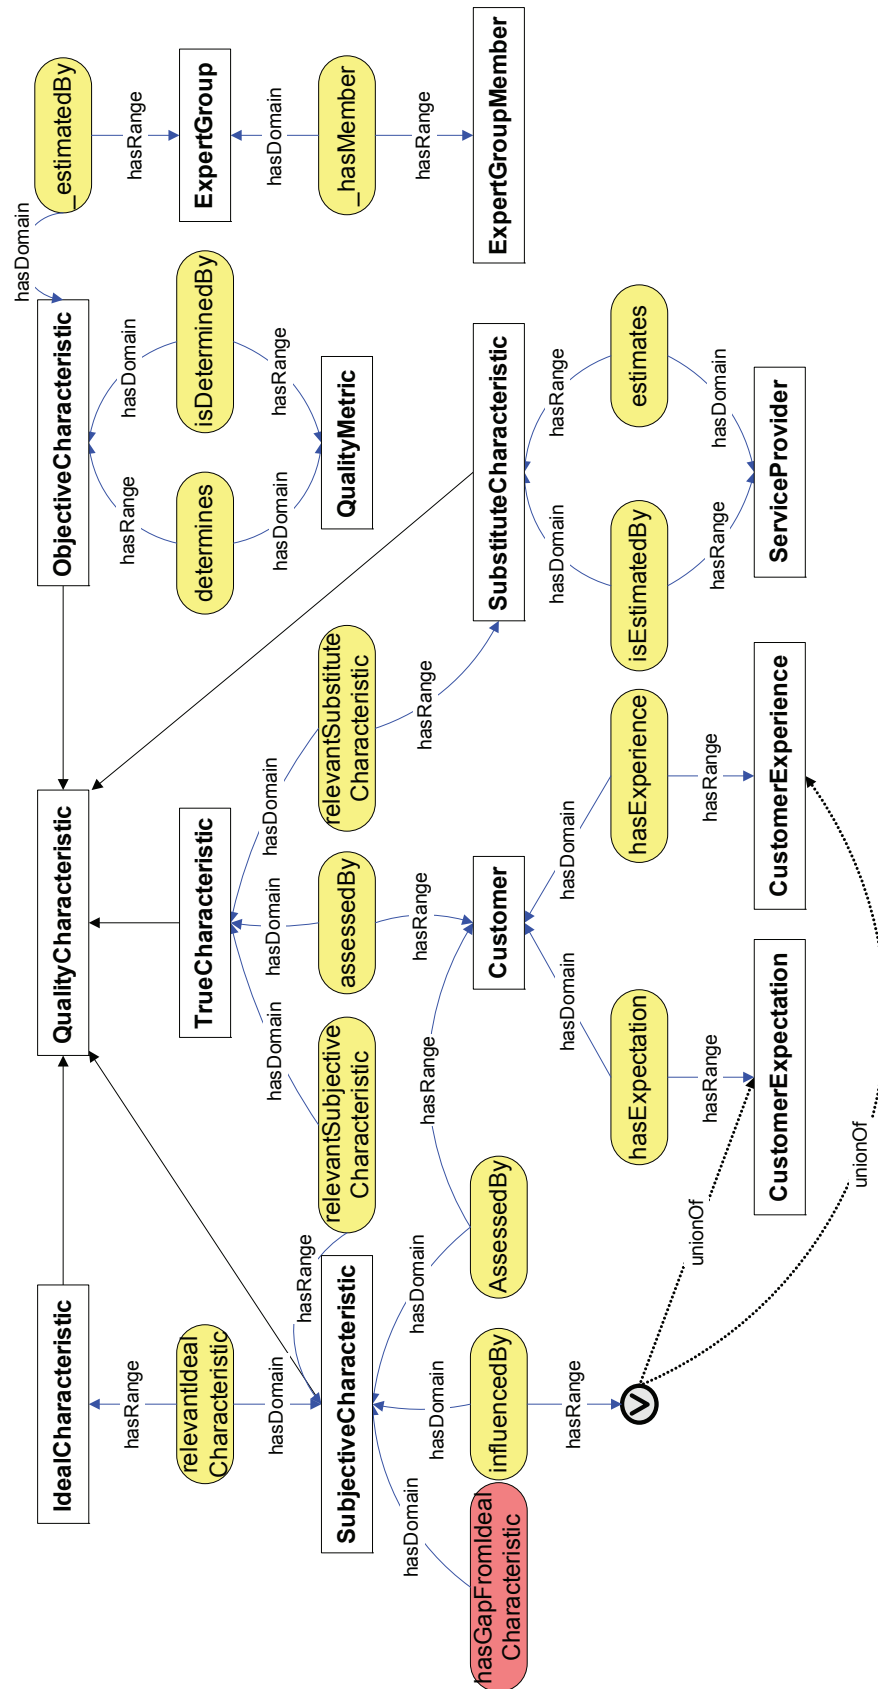 IdealCharacteristic
QualityCharacteristic
ObjectiveCharacteristic
hasDomain
_estimatedBy
hasRange
hasRange
hasDomain
hasRange
relevantIdeal
Characteristic
hasDomain
TrueCharacteristic
determines
isDeterminedBy
ExpertGroup
hasDomain
hasRange
hasDomain
hasDomain
hasDomain
hasDomain
hasRange
SubjectiveCharacteristic
hasRange
relevantSubjective
Characteristic
assessedBy
relevantSubstitute
Characteristic
QualityMetric
_hasMember
hasDomain
hasDomain
hasDomain
hasRange
hasRange
hasRange
hasRange
hasGapFromIdeal
Characteristic
influencedBy
AssessedBy
Customer
SubstituteCharacteristic
ExpertGroupMember
hasRange
hasDomain
hasDomain
hasDomain
hasRange
hasExpectation
hasExperience
isEstimatedBy
estimates
unionOf
hasRange
hasRange
hasRange
hasDomain
CustomerExpectation
CustomerExperience
ServiceProvider
unionOf